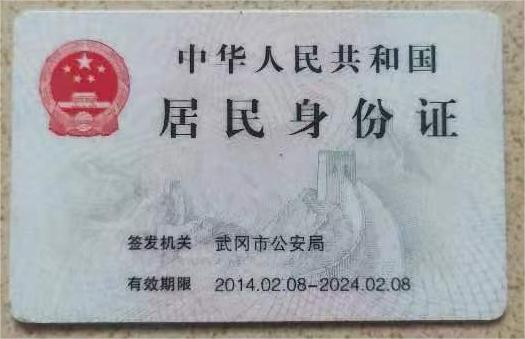 中华人民共和国
居民身份证
签发机关 武冈市公安局
有效期限 2014.02.08-2024.02.08